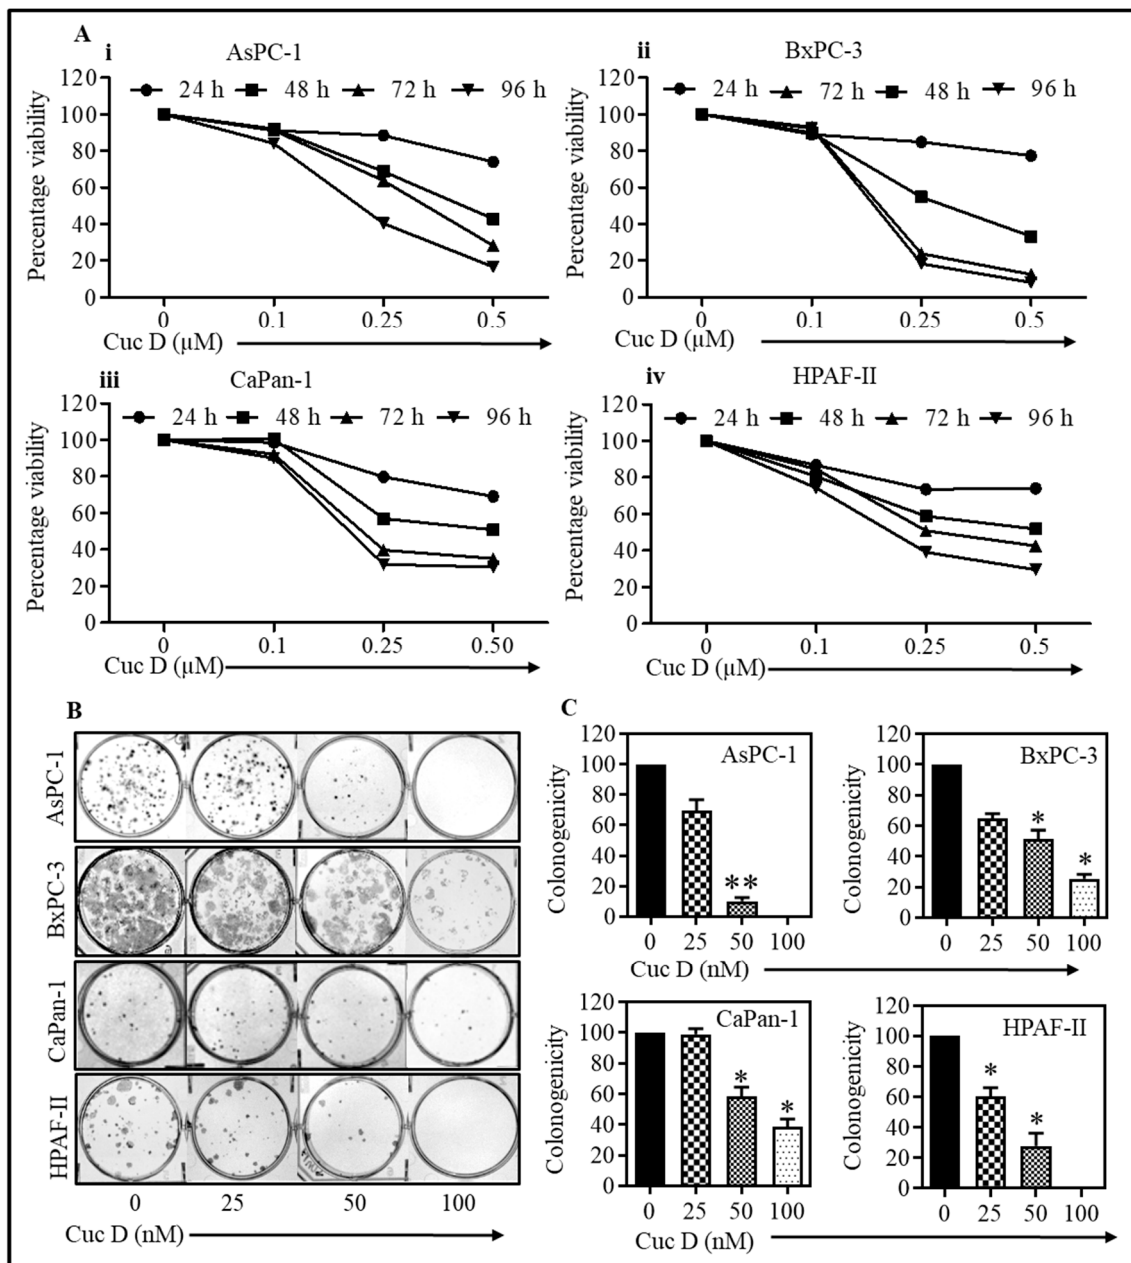 A
i AsPC-1
120 24 h 48 h 72 h 96 h
100
80
60
40
20
0
Percentage viability
0 0.1 0.25 0.5
Cuc D (µM)
ii BxPC-3
120 24 h 72 h 48 h 96 h
100
80
60
40
20
0
Percentage viability
0 0.1 0.25 0.5
Cuc D (µM)
iii CaPan-1
120 24 h 48 h 72 h 96 h
100
80
60
40
20
0
Percentage viability
0 0.1 0.25 0.50
Cuc D (µM)
iv HPAF-II
120 24 h 48 h 72 h 96 h
100
80
60
40
20
0
Percentage viability
0 0.1 0.25 0.5
Cuc D (µM)
B
AsPC-1
BxPC-3
CaPan-1
HPAF-II
0 25 50 100
Cuc D (nM)
C
120 AsPC-1
100
80
60
40
20
0
**
Colonogenicity
0 25 50 100
Cuc D (nM)
120 BxPC-3
100
80
60
40
20
0
* *
Colonogenicity
0 25 50 100
120 CaPan-1
100
80
60
40
20
0
* *
Colonogenicity
0 25 50 100
Cuc D (nM)
120 HPAF-II
100
80
60
40
20
0
* *
Colonogenicity
0 25 50 100